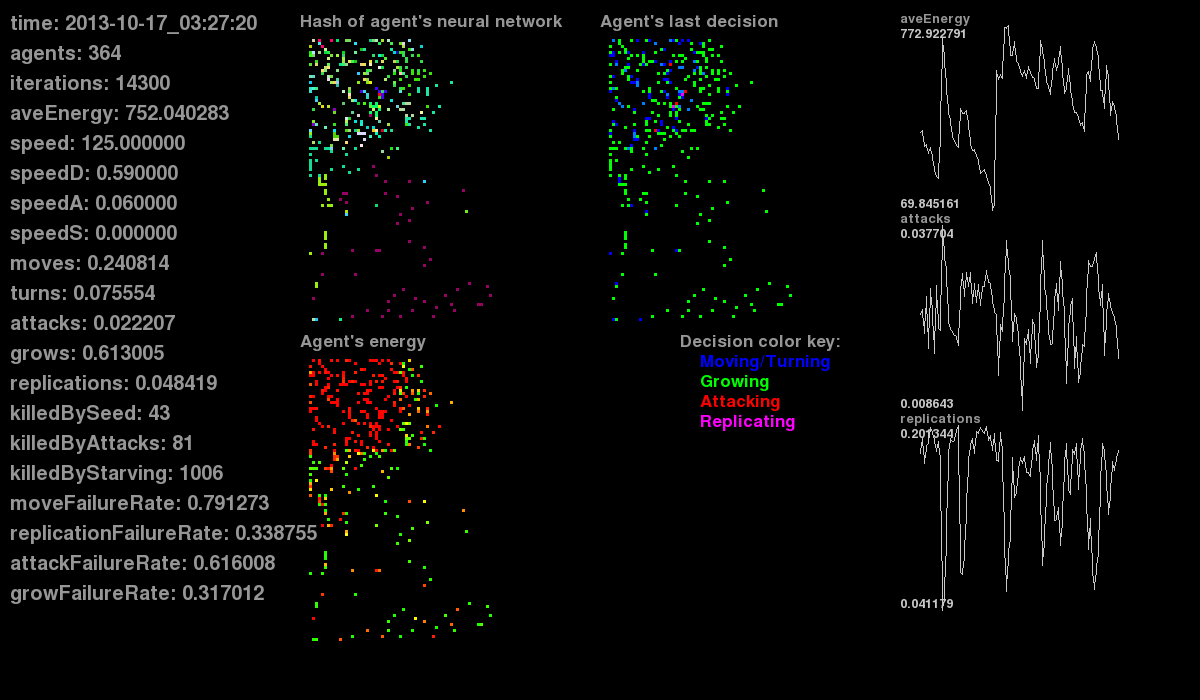 time: 2013-10-17_03:27:20
agents: 364
iterations: 14300
aveEnergy: 752.040283
speed: 125.000000
speedD: 0.590000
speedA: 0.060000
speedS: 0.000000
moves: 0.240814
turns: 0.075554
attacks: 0.022207
grows: 0.613005
replications: 0.048419
killedBySeed: 43
killedByAttacks: 81
killedByStarving: 1006
moveFailureRate: 0.791273
replicationFailureRate: 0.338755
attackFailureRate: 0.616008
growFailureRate: 0.317012
Hash of agent's neural network
Agent's last decision
Agent's energy
Decision color key:
Moving/Turning
Growing
Attacking
Replicating
aveEnergy
772.922791
69.845161
attacks
0.037704
0.008643
replications
0.201344
0.041179